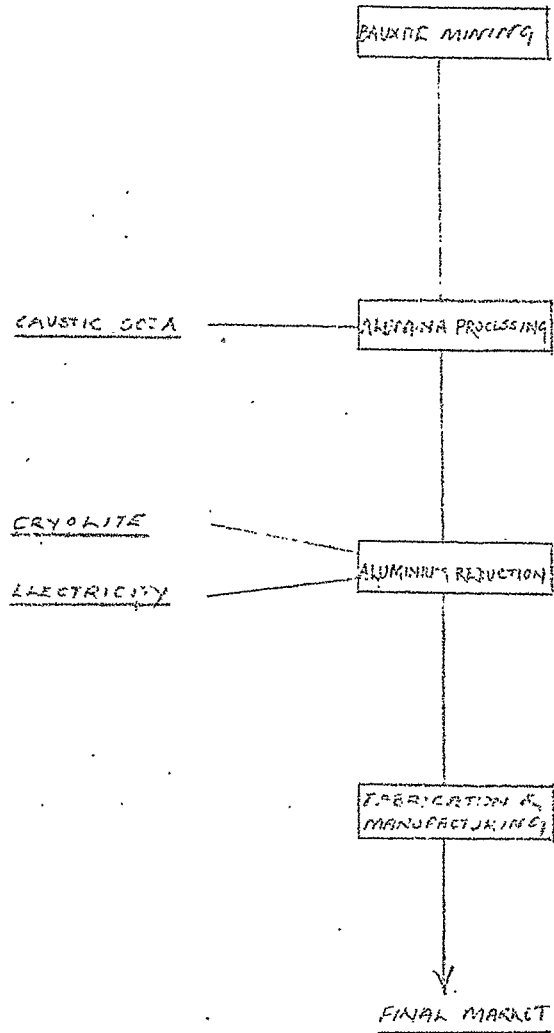 BAUXITE MINING
CAUSTIC SODA
ALUMINA PROCESSING
CRYOLITE
ELECTRICITY
ALUMINIUM REDUCTION
FABRICATION &
MANUFACTURING
FINAL MARKET